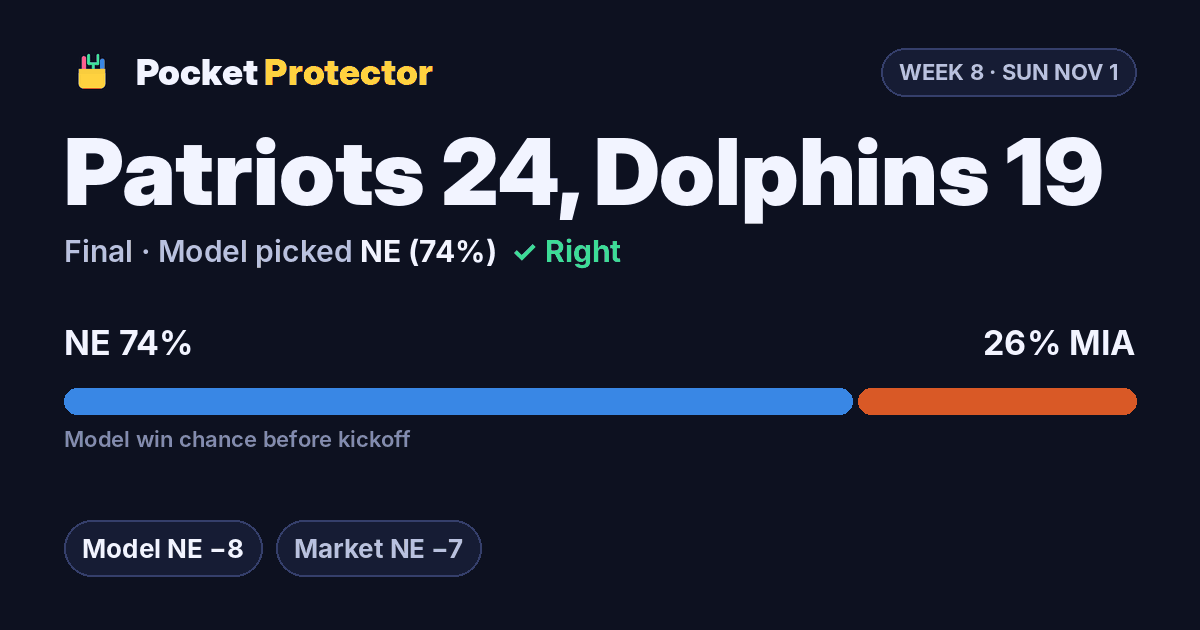 Pocket Protector
WEEK 8 · SUN NOV 1
Patriots 24, Dolphins 19
Final · Model picked NE (74%) ✓ Right
NE 74%
26% MIA
Model win chance before kickoff
Model NE −8
Market NE −7